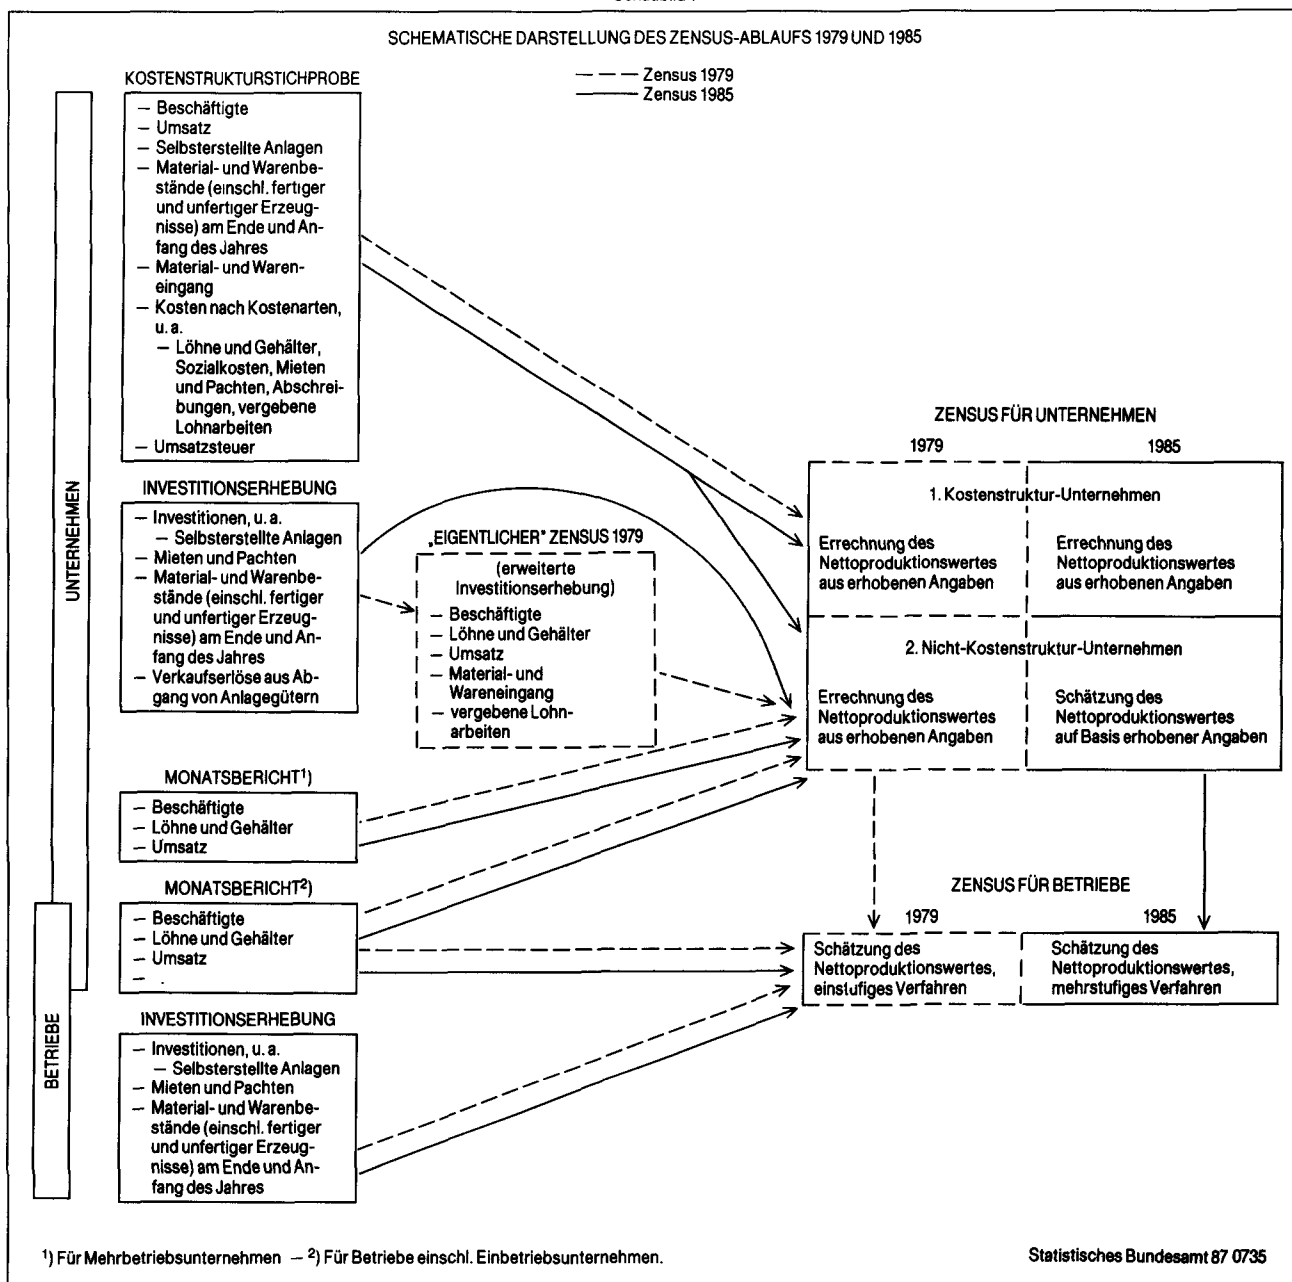 SCHEMATISCHE DARSTELLUNG DES ZENSUS-ABLAUFS 1979 UND 1985
Zensus 1979
Zensus 1985
UNTERNEHMEN
BETRIEBE
KOSTENSTRUKTURSTICHPROBE
– Beschäftigte
– Umsatz
– Selbsterstellte Anlagen
– Material- und Warenbe-
stände (einschl. fertiger
und unfertiger Erzeug-
nisse) am Ende und An-
fang des Jahres
– Material- und Waren-
eingang
– Kosten nach Kostenarten,
u. a.
– Löhne und Gehälter,
Sozialkosten, Mieten
und Pachten, Abschrei-
bungen, vergebene
Lohnarbeiten
– Umsatzsteuer
INVESTITIONSERHEBUNG
– Investitionen, u. a.
– Selbsterstellte Anlagen
– Mieten und Pachten
– Material- und Warenbe-
stände (einschl. fertiger
und unfertiger Erzeug-
nisse) am Ende und An-
fang des Jahres
– Verkaufserlöse aus Ab-
gang von Anlagegütern
„EIGENTLICHER" ZENSUS 1979
(erweiterte
Investitionserhebung)
– Beschäftigte
– Löhne und Gehälter
– Umsatz
– Material- und
Wareneingang
– vergebene Lohn-
arbeiten
MONATSBERICHT¹)
– Beschäftigte
– Löhne und Gehälter
– Umsatz
MONATSBERICHT²)
– Beschäftigte
– Löhne und Gehälter
– Umsatz
–
INVESTITIONSERHEBUNG
– Investitionen, u. a.
– Selbsterstellte Anlagen
– Mieten und Pachten
– Material- und Warenbe-
stände (einschl. fertiger
und unfertiger Erzeug-
nisse) am Ende und An-
fang des Jahres
ZENSUS FÜR UNTERNEHMEN
1979 1985
1. Kostenstruktur-Unternehmen
Errechnung des
Nettoproduktionswertes
aus erhobenen Angaben
Errechnung des
Nettoproduktionswertes
aus erhobenen Angaben
2. Nicht-Kostenstruktur-Unternehmen
Errechnung des
Nettoproduktionswertes
aus erhobenen Angaben
Schätzung des
Nettoproduktionswertes
auf Basis erhobener Angaben
ZENSUS FÜR BETRIEBE
1979 1985
Schätzung des
Nettoproduktionswertes,
einstufiges Verfahren
Schätzung des
Nettoproduktionswertes,
mehrstufiges Verfahren
¹) Für Mehrbetriebsunternehmen – ²) Für Betriebe einschl. Einbetriebsunternehmen.
Statistisches Bundesamt 87 0735